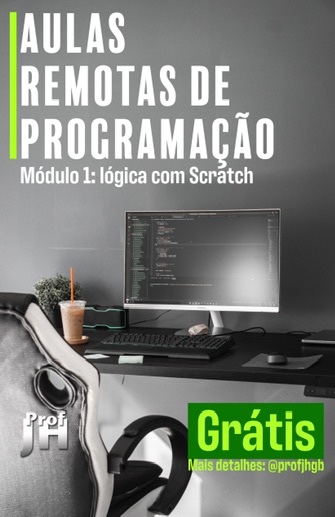 AULAS
REMOTAS DE
PROGRAMAÇÃO
Módulo 1: lógica com Scratch
Prof
JH
Grátis
Mais detalhes: @profjhgb